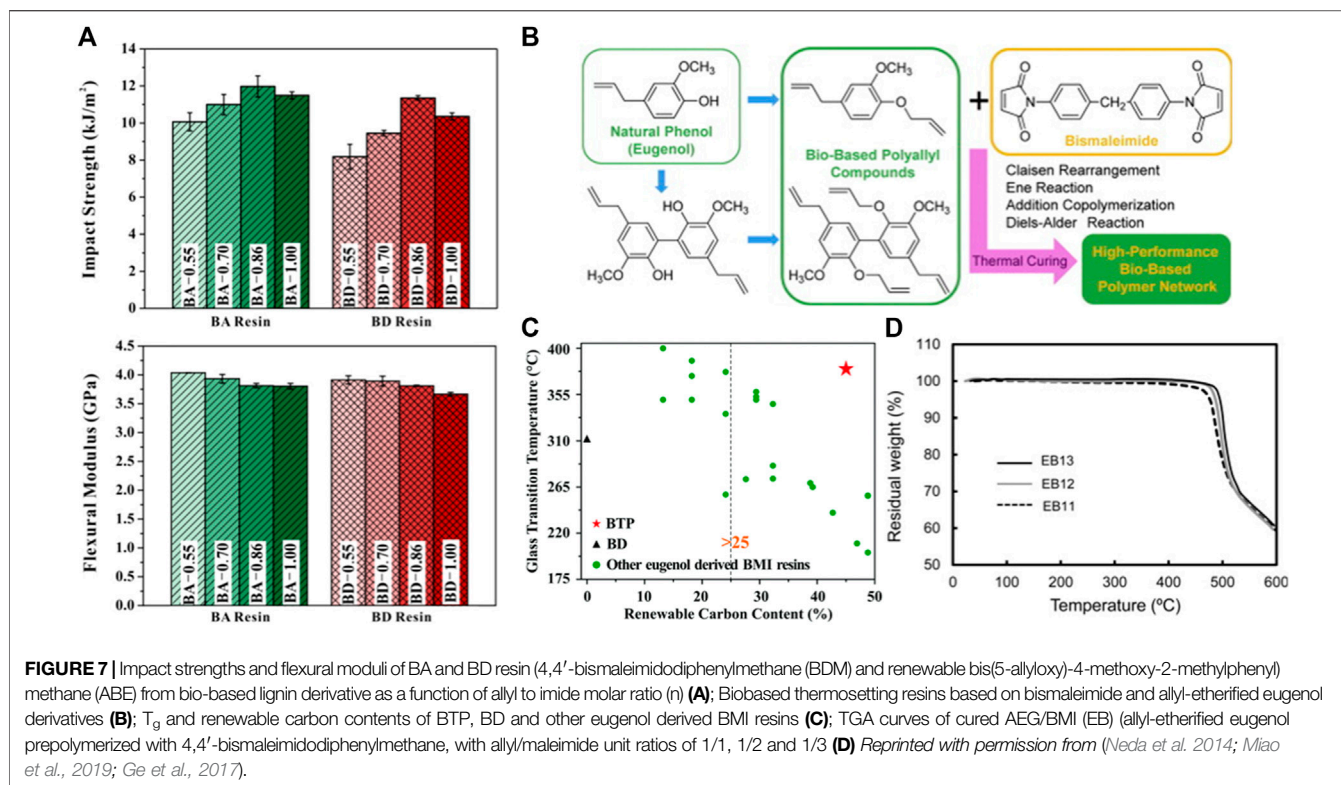 A
14
12
10
8
6
4
2
0
Impact Strength (kJ/m²)
BA−0.55
BA−0.70
BA−0.86
BA−1.00
BD−0.55
BD−0.70
BD−0.86
BD−1.00
BA Resin
BD Resin
4.5
4.0
3.5
3.0
2.5
2.0
1.5
1.0
0.5
0.0
Flexural Modulus (GPa)
BA−0.55
BA−0.70
BA−0.86
BA−1.00
BD−0.55
BD−0.70
BD−0.86
BD−1.00
BA Resin
BD Resin
B
OCH₃
OH
Natural Phenol
(Eugenol)
HO
OCH₃
H₃CO
OH
OCH₃
O
Bio-Based Polyallyl
Compounds
O
OCH₃
H₃CO
O
+
O
N
O
CH₂
O
N
O
Bismaleimide
Claisen Rearrangement
Ene Reaction
Addition Copolymerization
Diels-Alder Reaction
Thermal Curing
High-Performance
Bio-Based
Polymer Network
C
400
355
310
265
220
175
Glass Transition Temperature (°C)
BTP
BD
>25
Other eugenol derived BMI resins
0
10
20
30
40
50
Renewable Carbon Content (%)
D
110
100
90
80
70
60
50
Residual weight (%)
EB13
EB12
EB11
0
100
200
300
400
500
600
Temperature (ºC)
FIGURE 7 | Impact strengths and flexural moduli of BA and BD resin (4,4′-bismaleimidodiphenylmethane (BDM) and renewable bis(5-allyloxy)-4-methoxy-2-methylphenyl)
methane (ABE) from bio-based lignin derivative as a function of allyl to imide molar ratio (n) (A); Biobased thermosetting resins based on bismaleimide and allyl-etherified eugenol
derivatives (B); Tg and renewable carbon contents of BTP, BD and other eugenol derived BMI resins (C); TGA curves of cured AEG/BMI (EB) (allyl-etherified eugenol
prepolymerized with 4,4′-bismaleimidodiphenylmethane, with allyl/maleimide unit ratios of 1/1, 1/2 and 1/3 (D) Reprinted with permission from (Neda et al. 2014; Miao
et al., 2019; Ge et al., 2017).